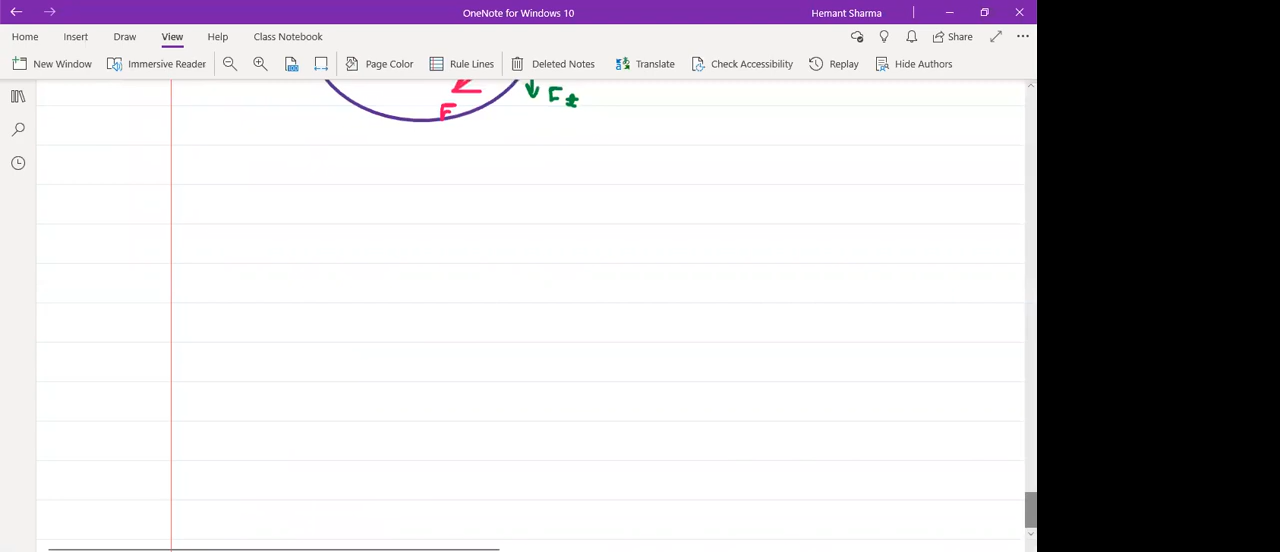 OneNote for Windows 10
Hemant Sharma
Home Insert Draw View Help Class Notebook Share
New Window Immersive Reader Page Color Rule Lines Deleted Notes Translate Check Accessibility Replay Hide Authors
F
F t